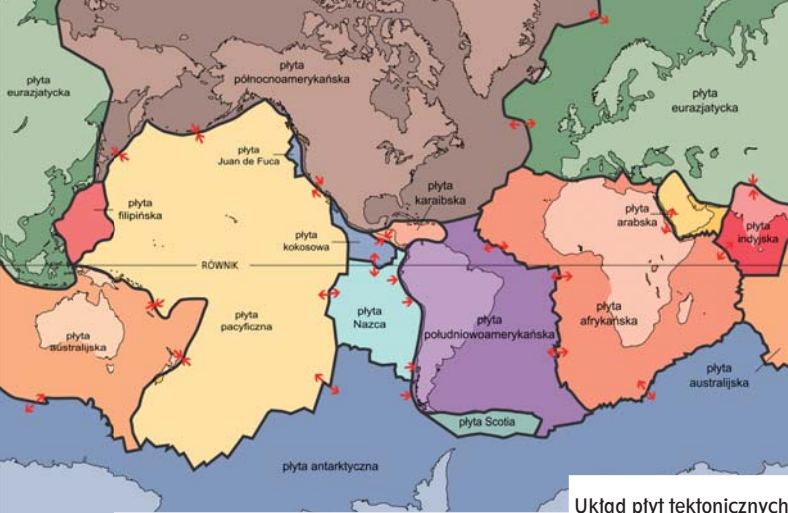 płyta
eurazjatycka
płyta
północnoamerykańska
płyta
eurazjatycka
płyta
Juan de Fuca
płyta
karaibska
płyta
filipińska
płyta
kokosowa
płyta
arabska
płyta
indyjska
RÓWNIK
płyta
australijska
płyta
pacyficzna
płyta
Nazca
płyta
południowoamerykańska
płyta
afrykańska
płyta
australijska
płyta Scotia
płyta antarktyczna
Układ płyt tektonicznych